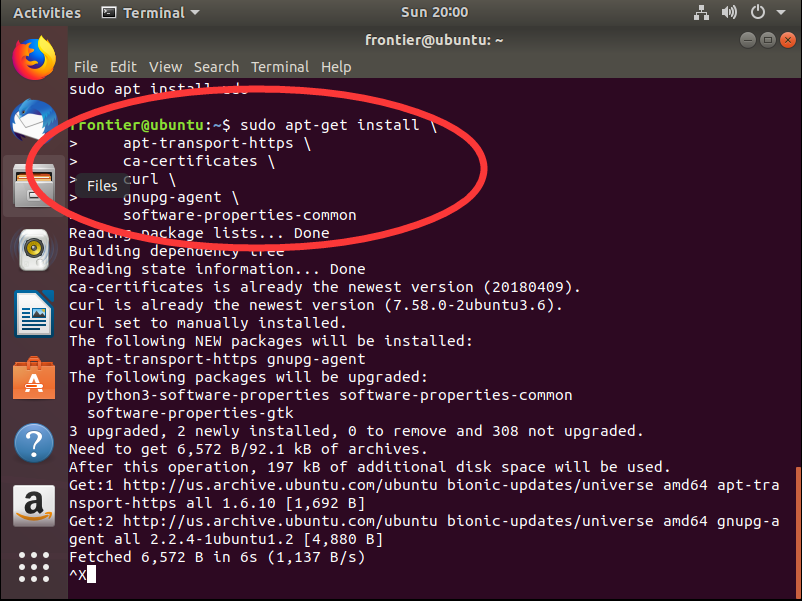 Activities Terminal Sun 20:00
frontier@ubuntu: ~
File Edit View Search Terminal Help
sudo apt install
frontier@ubuntu:~$ sudo apt-get install \
> apt-transport-https \
> ca-certificates \
> curl \
Files
> gnupg-agent \
software-properties-common
Reading package lists... Done
Building dependency tree
Reading state information... Done
ca-certificates is already the newest version (20180409).
curl is already the newest version (7.58.0-2ubuntu3.6).
curl set to manually installed.
The following NEW packages will be installed:
apt-transport-https gnupg-agent
The following packages will be upgraded:
python3-software-properties software-properties-common
software-properties-gtk
3 upgraded, 2 newly installed, 0 to remove and 308 not upgraded.
Need to get 6,572 B/92.1 kB of archives.
After this operation, 197 kB of additional disk space will be used.
Get:1 http://us.archive.ubuntu.com/ubuntu bionic-updates/universe amd64 apt-tra
nsport-https all 1.6.10 [1,692 B]
Get:2 http://us.archive.ubuntu.com/ubuntu bionic-updates/universe amd64 gnupg-a
gent all 2.2.4-1ubuntu1.2 [4,880 B]
Fetched 6,572 B in 6s (1,137 B/s)
^X